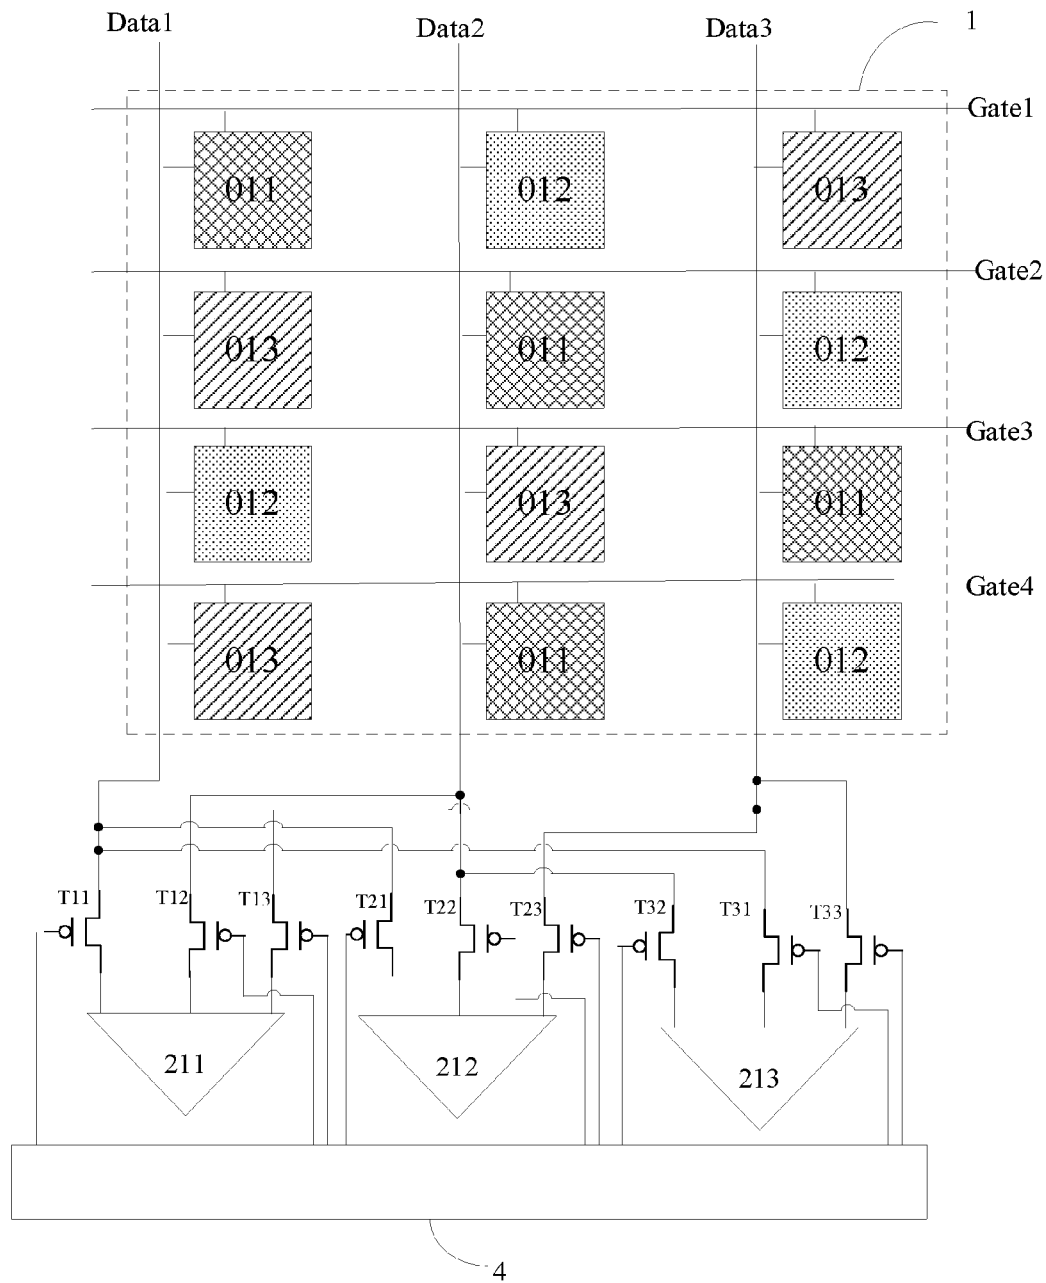 Data1 Data2 Data3 1
Gate1
011 012 013
Gate2
013 011 012
Gate3
012 013 011
Gate4
013 011 012
T11 T12 T13 T21 T22 T23 T32 T31 T33
211 212 213
4